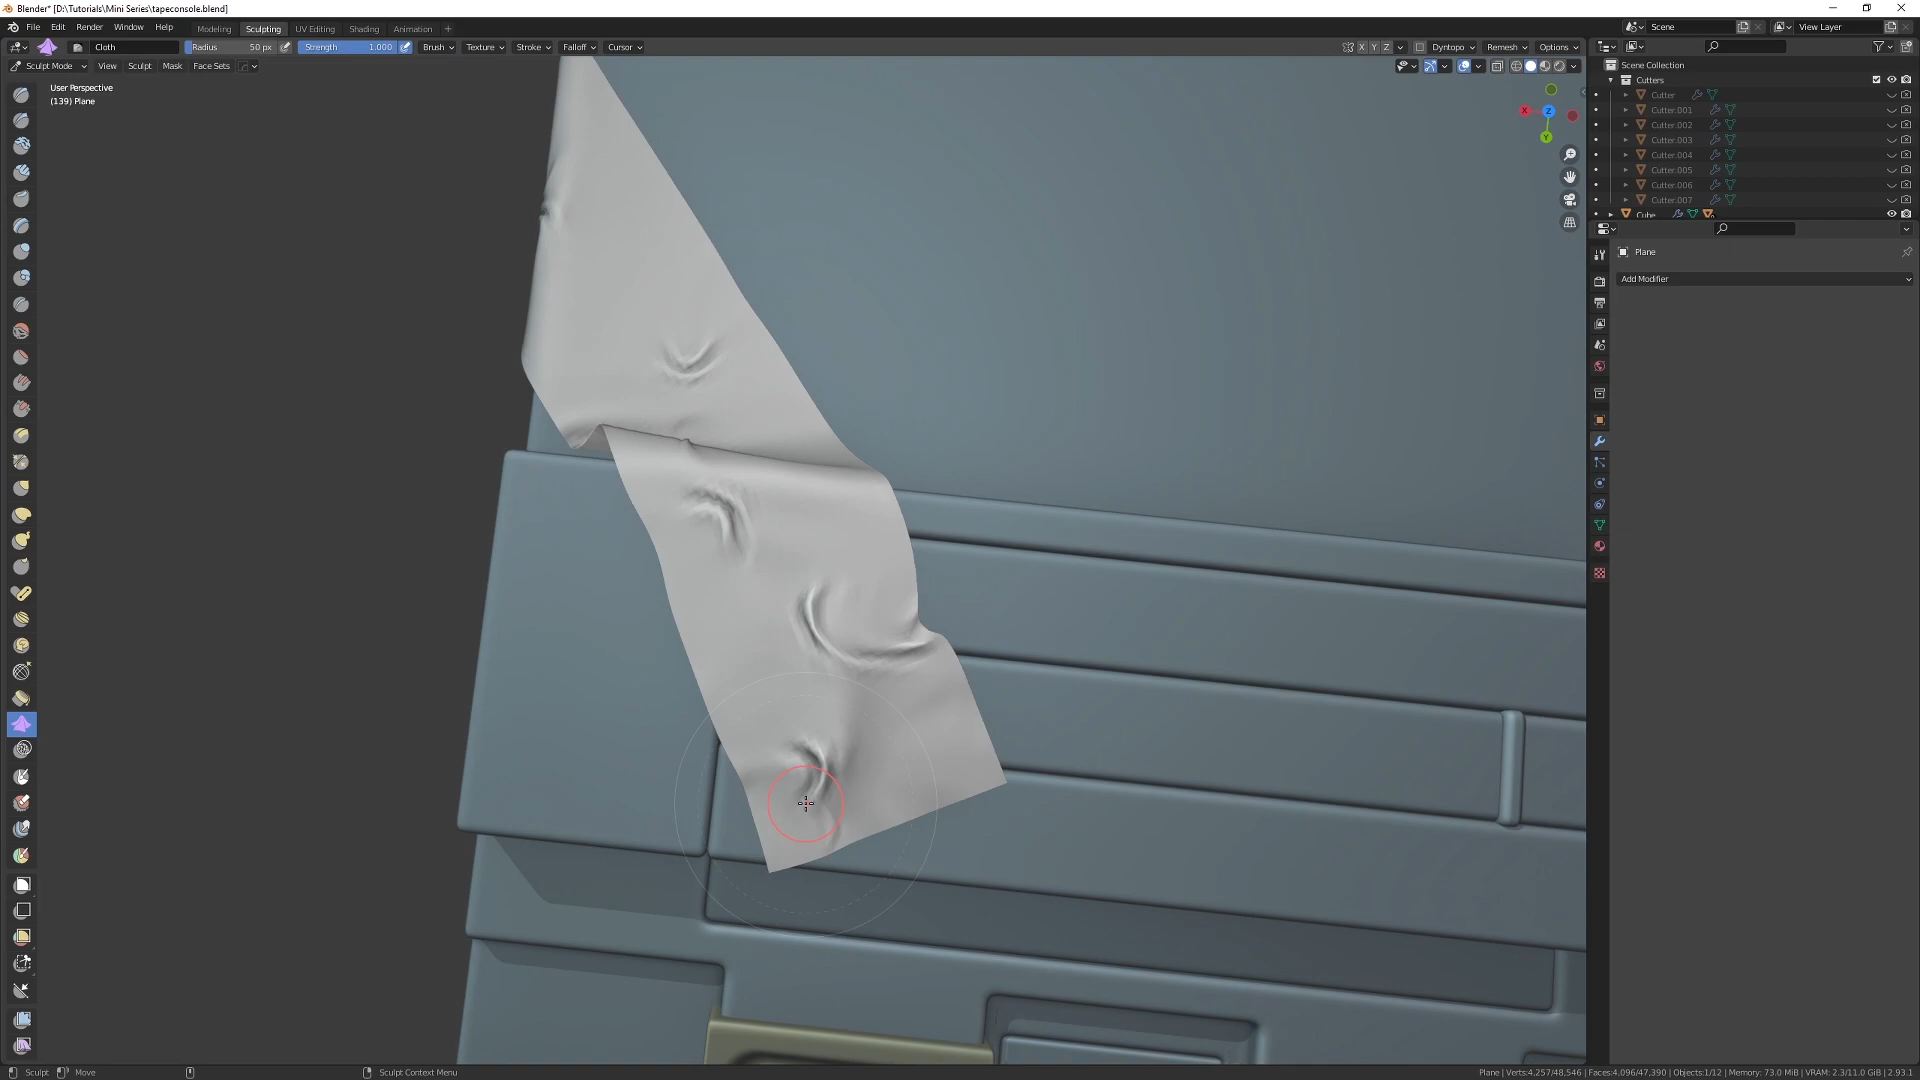 Blender* [D:\Tutorials\Mini Series\tapeconsole.blend]
File Edit Render Window Help
Modeling Sculpting UV Editing Shading Animation +
Scene View Layer
Cloth Radius 50 px Strength 1.000 Brush Texture Stroke Falloff Cursor X Y Z Dyntopo Remesh Options
Sculpt Mode View Sculpt Mask Face Sets
User Perspective
(139) Plane
X
Z
Y
Scene Collection
Cutters
Cutter
Cutter.001
Cutter.002
Cutter.003
Cutter.004
Cutter.005
Cutter.006
Cutter.007
Cube
Plane
Add Modifier
Sculpt Move Sculpt Context Menu
Plane | Verts:4,257/48,546 | Faces:4,096/47,390 | Objects:1/12 | Memory: 73.0 MiB | VRAM: 2.3/11.0 GiB | 2.93.1